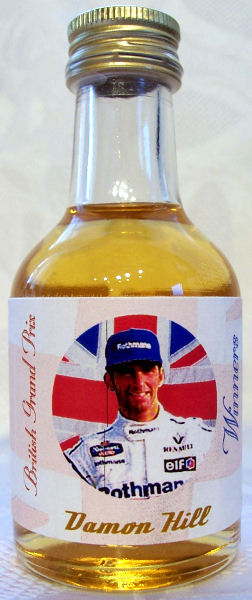 British Grand Prix
Winners
Rothmans
Rothmans
RENAULT
elf
Rothmans
Damon Hill